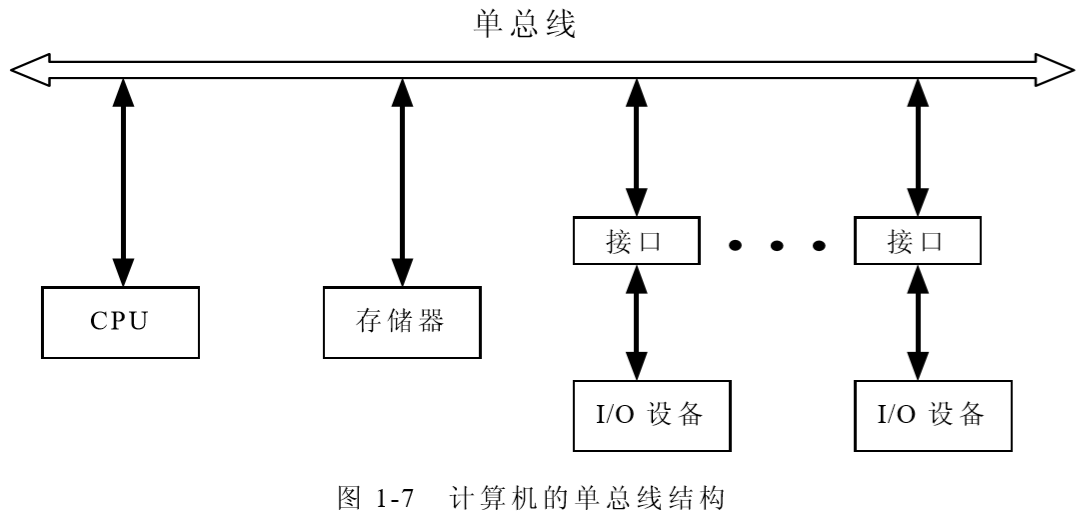 单总线
接口
接口
CPU
存储器
I/O 设备
I/O 设备
图 1-7 计算机的单总线结构